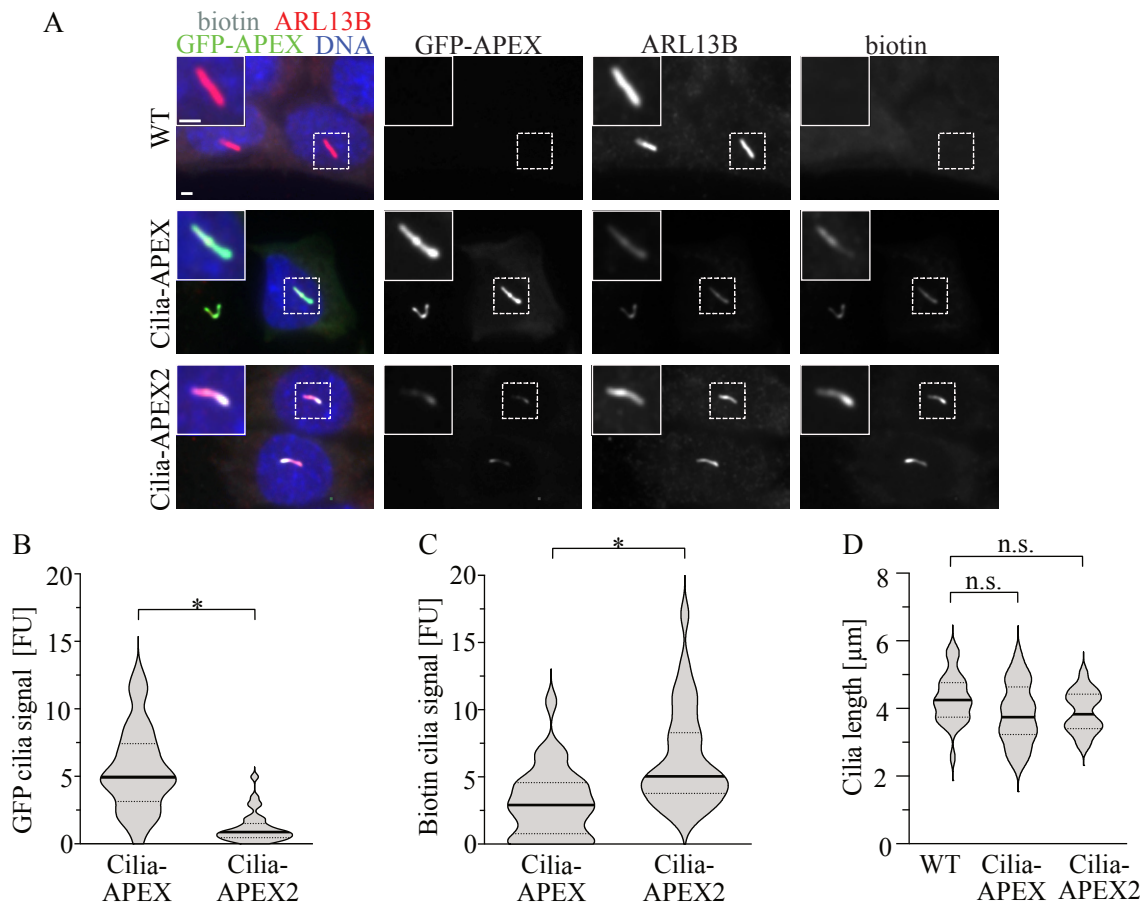 A
biotin ARL13B
GFP-APEX DNA
GFP-APEX
ARL13B
biotin
WT
Cilia-APEX
Cilia-APEX2
B
GFP cilia signal [FU]
20
15
10
5
0
*
Cilia-
APEX
Cilia-
APEX2
C
Biotin cilia signal [FU]
20
15
10
5
0
*
Cilia-
APEX
Cilia-
APEX2
D
Cilia length [µm]
8
6
4
2
0
n.s.
n.s.
WT
Cilia-
APEX
Cilia-
APEX2